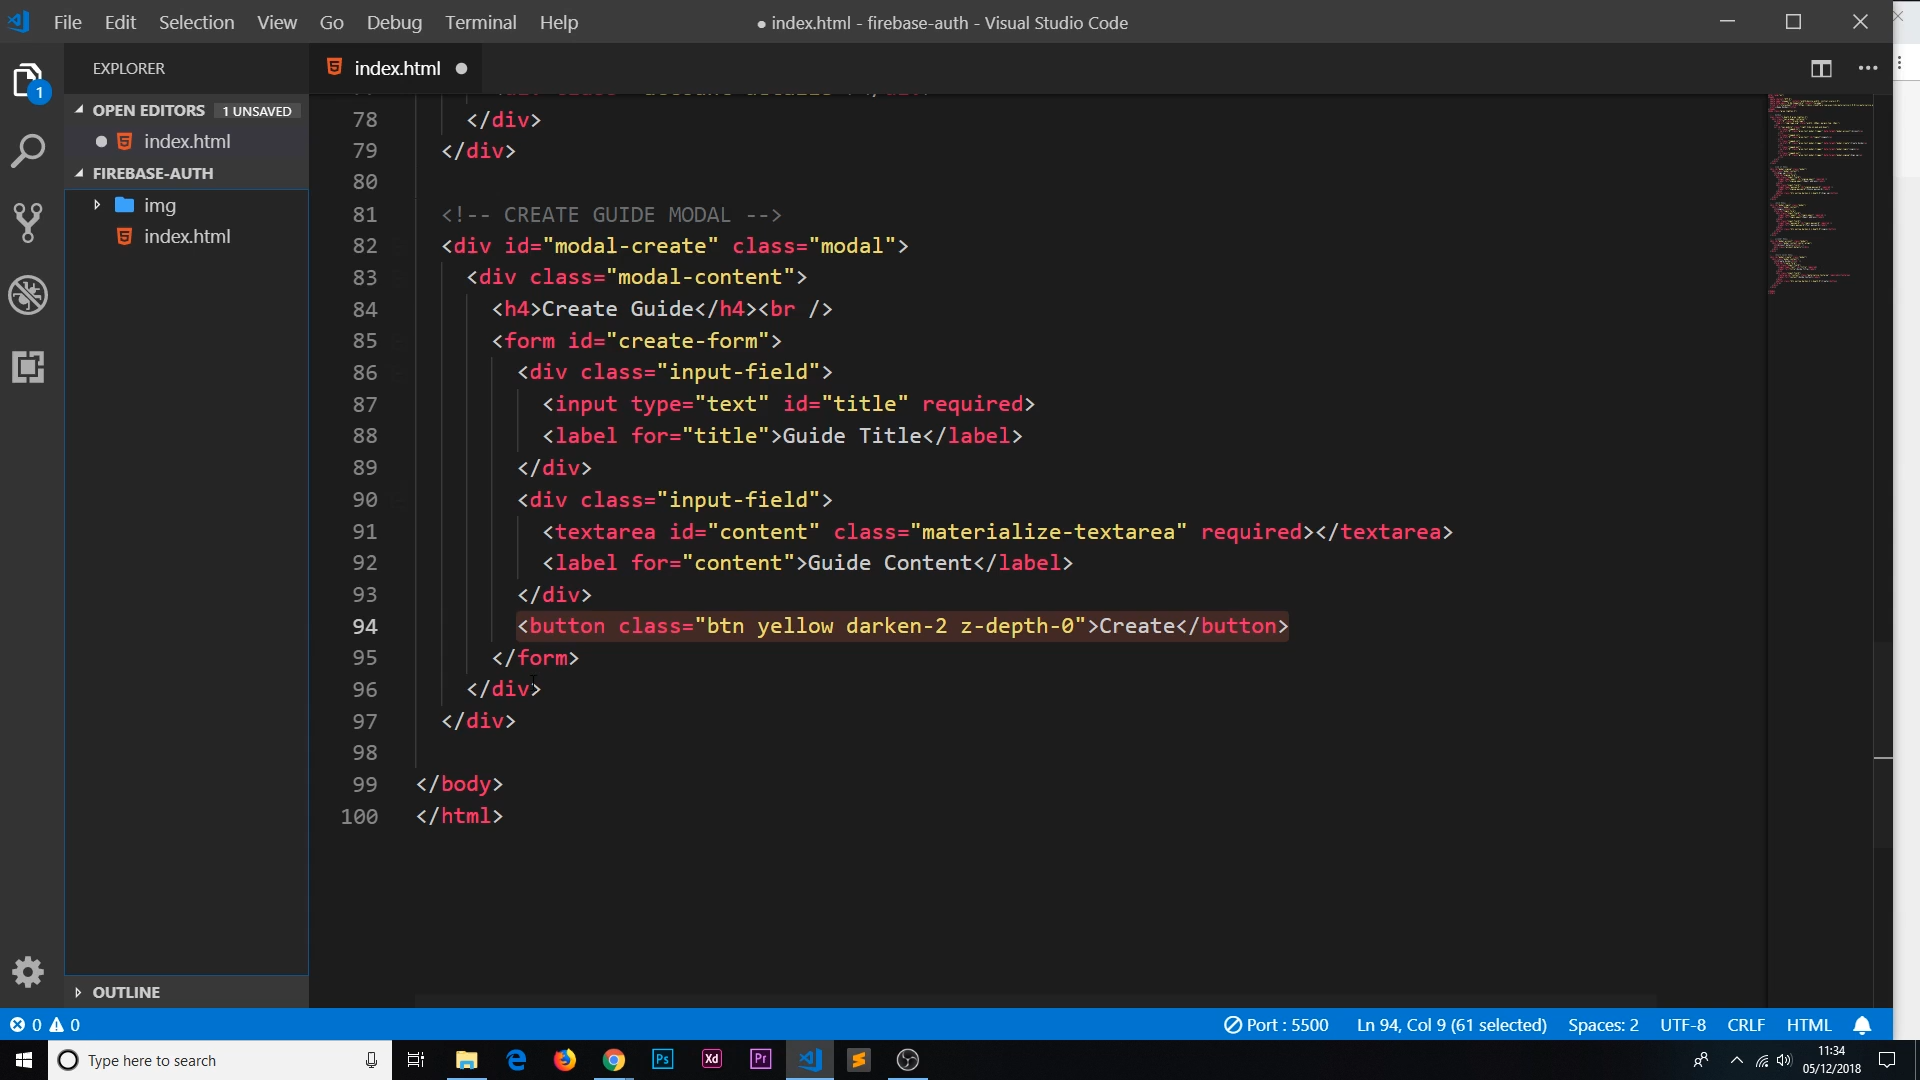 File Edit Selection View Go Debug Terminal Help
● index.html - firebase-auth - Visual Studio Code
EXPLORER
index.html
1
OPEN EDITORS 1 UNSAVED
index.html
FIREBASE-AUTH
img
index.html
OUTLINE
78 </div>
79 </div>
80
81 <!-- CREATE GUIDE MODAL -->
82 <div id="modal-create" class="modal">
83 <div class="modal-content">
84 <h4>Create Guide</h4><br />
85 <form id="create-form">
86 <div class="input-field">
87 <input type="text" id="title" required>
88 <label for="title">Guide Title</label>
89 </div>
90 <div class="input-field">
91 <textarea id="content" class="materialize-textarea" required></textarea>
92 <label for="content">Guide Content</label>
93 </div>
94 <button class="btn yellow darken-2 z-depth-0">Create</button>
95 </form>
96 </div>
97 </div>
98
99 </body>
100 </html>
0 0 Port : 5500 Ln 94, Col 9 (61 selected) Spaces: 2 UTF-8 CRLF HTML
Type here to search
Ps Xd Pr
11:34
05/12/2018